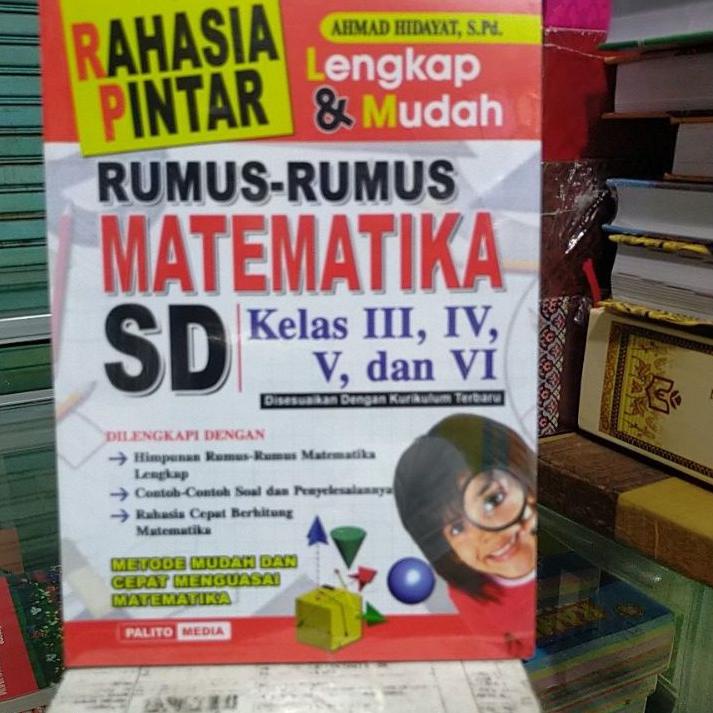 RAHASIA
PINTAR
AHMAD HIDAYAT, S.Pd.
Lengkap
& Mudah
RUMUS-RUMUS
MATEMATIKA
SD
Kelas III, IV,
V, dan VI
Disesuaikan Dengan Kurikulum Terbaru
DILENGKAPI DENGAN
Himpunan Rumus-Rumus Matematika
Lengkap
Contoh-Contoh Soal dan Penyelesaiannya
Rahasia Cepat Berhitung
Matematika
METODE MUDAH DAN
CEPAT MENGUASAI
MATEMATIKA
PALITO MEDIA